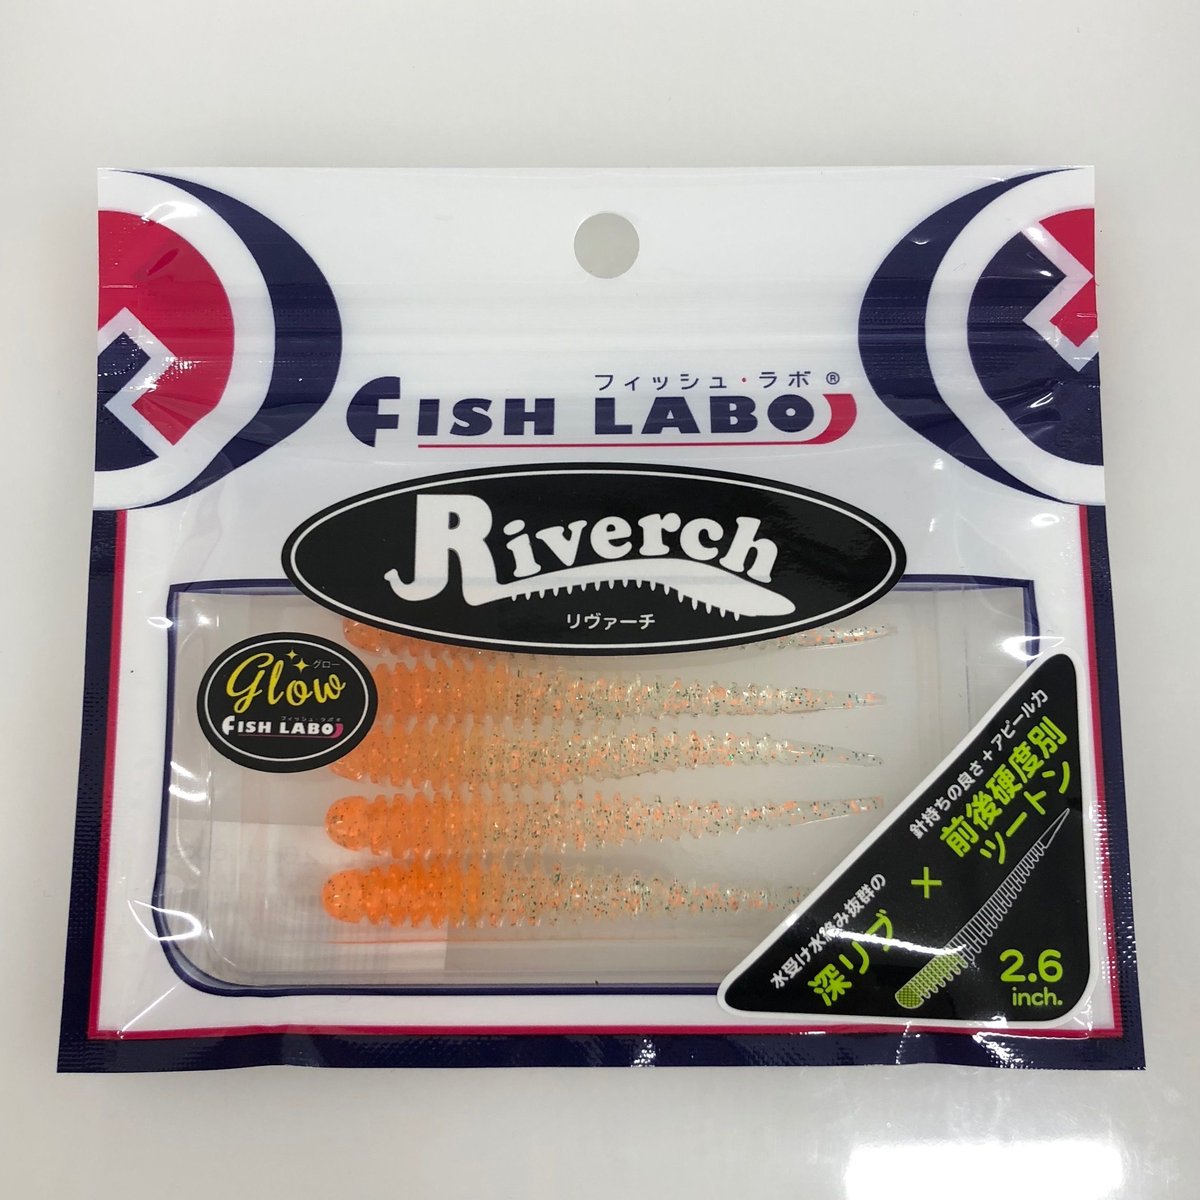 フィッシュ・ラボ®
FISH LABO
Riverch
リヴァーチ
Glow
グロー
フィッシュ・ラボ®
FISH LABO
針持ちの良さ+アピール力
前後硬度別
ツートン
×
水受け水絡み抜群の
深リブ
2.6
inch.